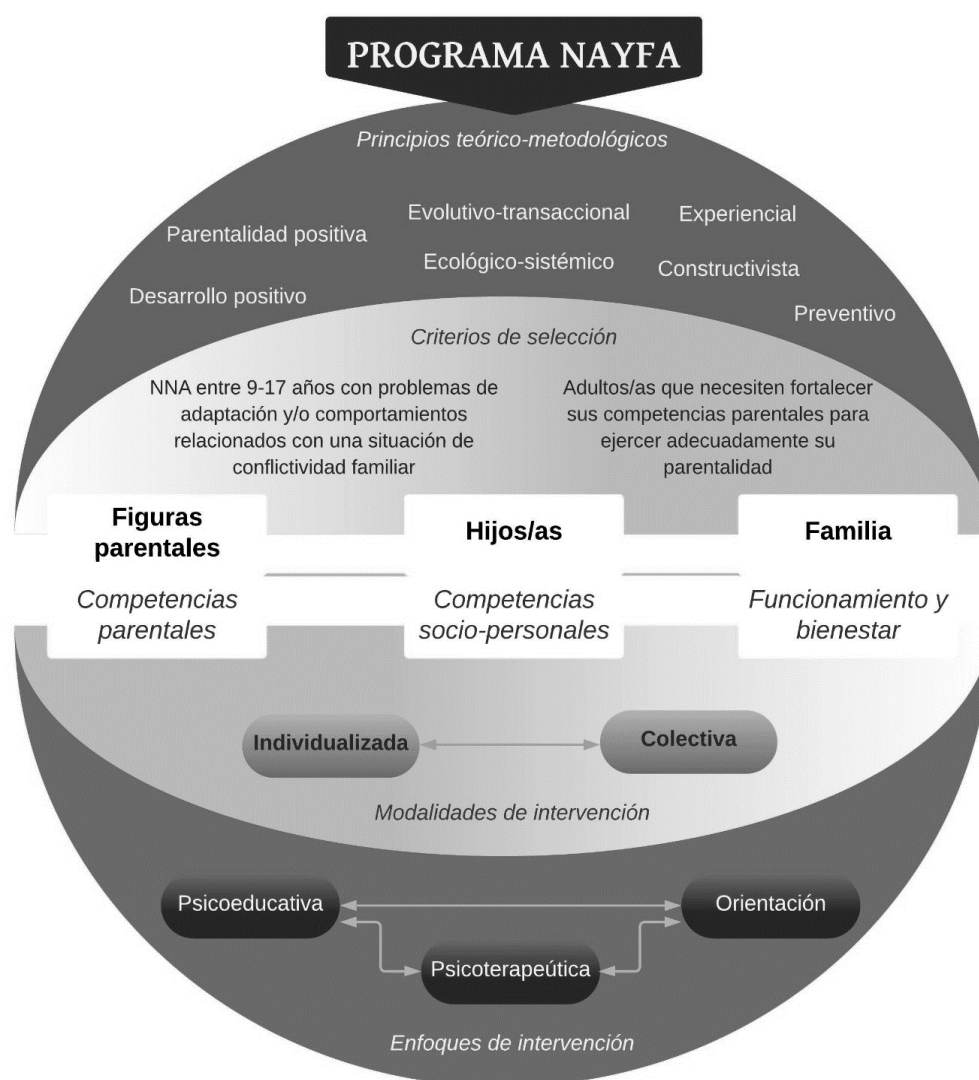 PROGRAMA NAYFA
Principios teórico-metodológicos
Parentalidad positiva
Evolutivo-transaccional
Experiencial
Desarrollo positivo
Ecológico-sistémico
Constructivista
Preventivo
Criterios de selección
NNA entre 9-17 años con problemas de
adaptación y/o comportamientos
relacionados con una situación de
conflictividad familiar
Adultos/as que necesiten fortalecer
sus competencias parentales para
ejercer adecuadamente su
parentalidad
Figuras
parentales
Competencias
parentales
Hijos/as
Competencias
socio-personales
Familia
Funcionamiento y
bienestar
Individualizada
Colectiva
Modalidades de intervención
Psicoeducativa
Orientación
Psicoterapeútica
Enfoques de intervención